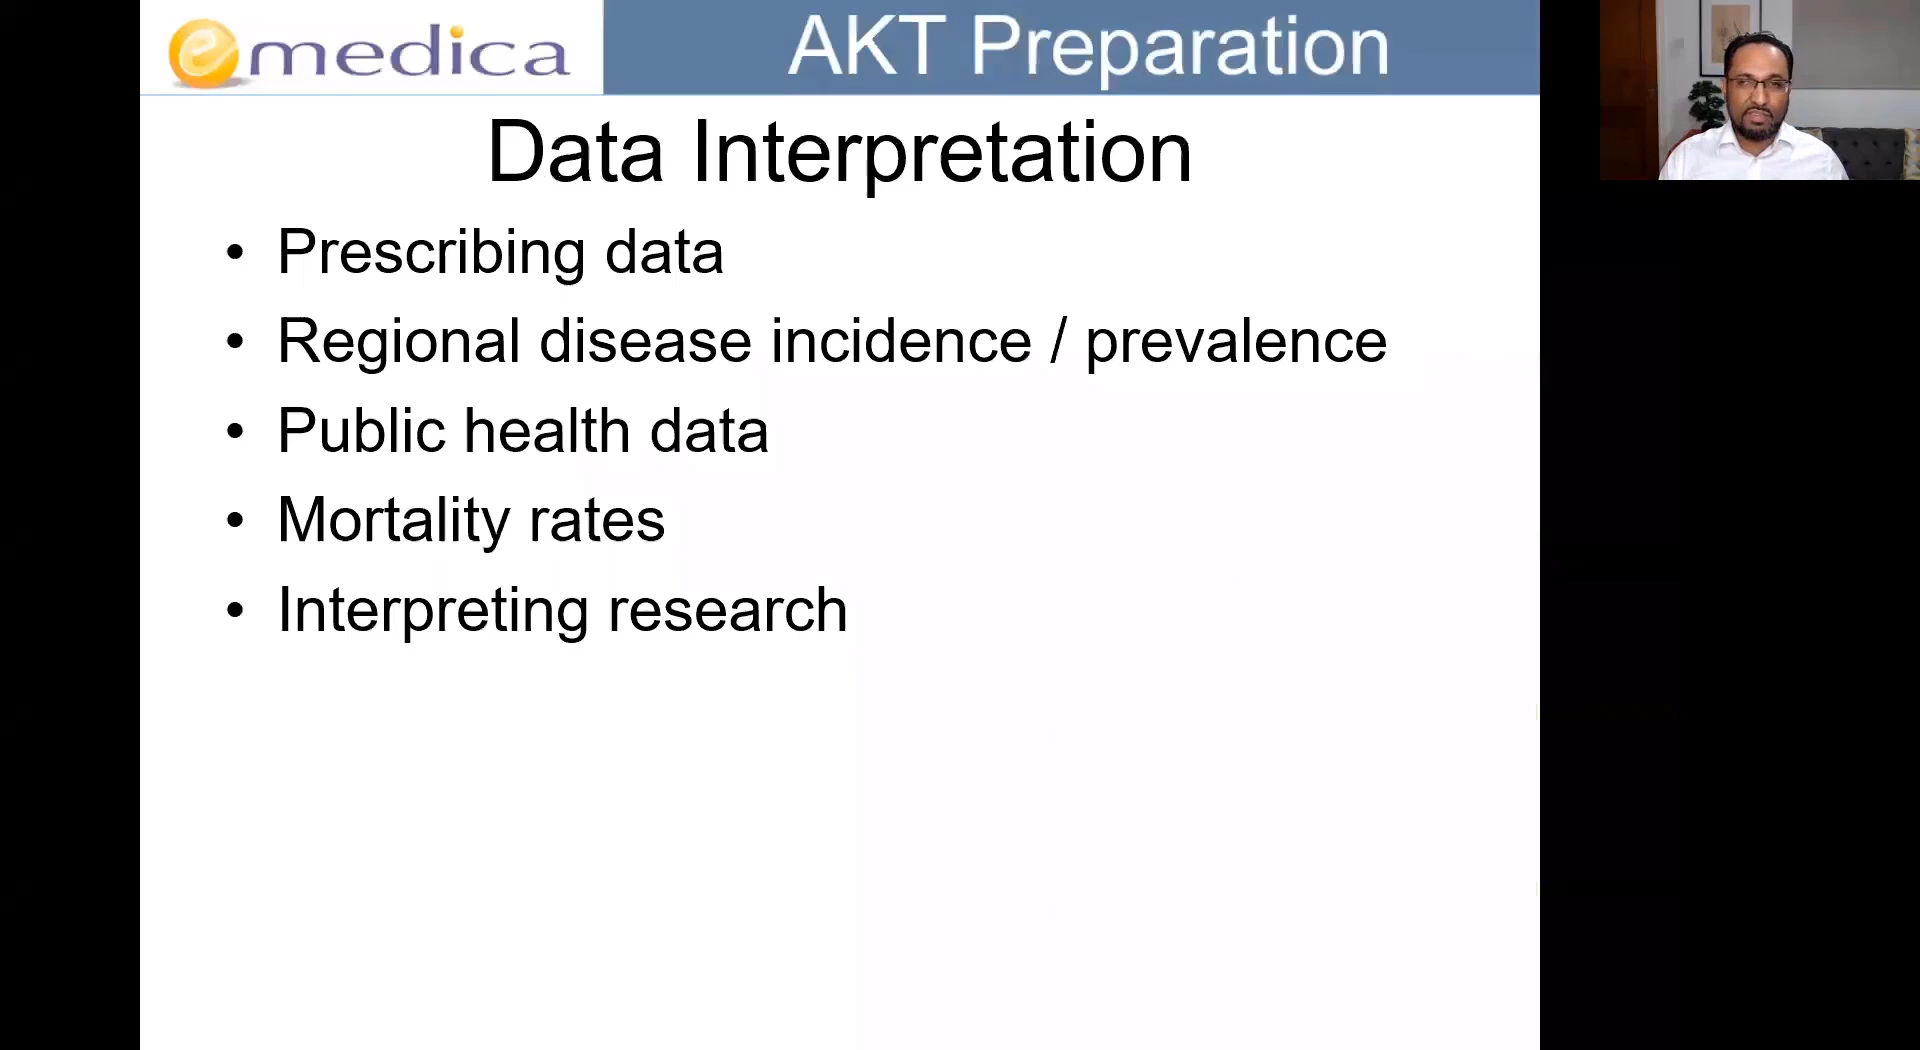 emedica
AKT Preparation
Data Interpretation
• Prescribing data
• Regional disease incidence / prevalence
• Public health data
• Mortality rates
• Interpreting research